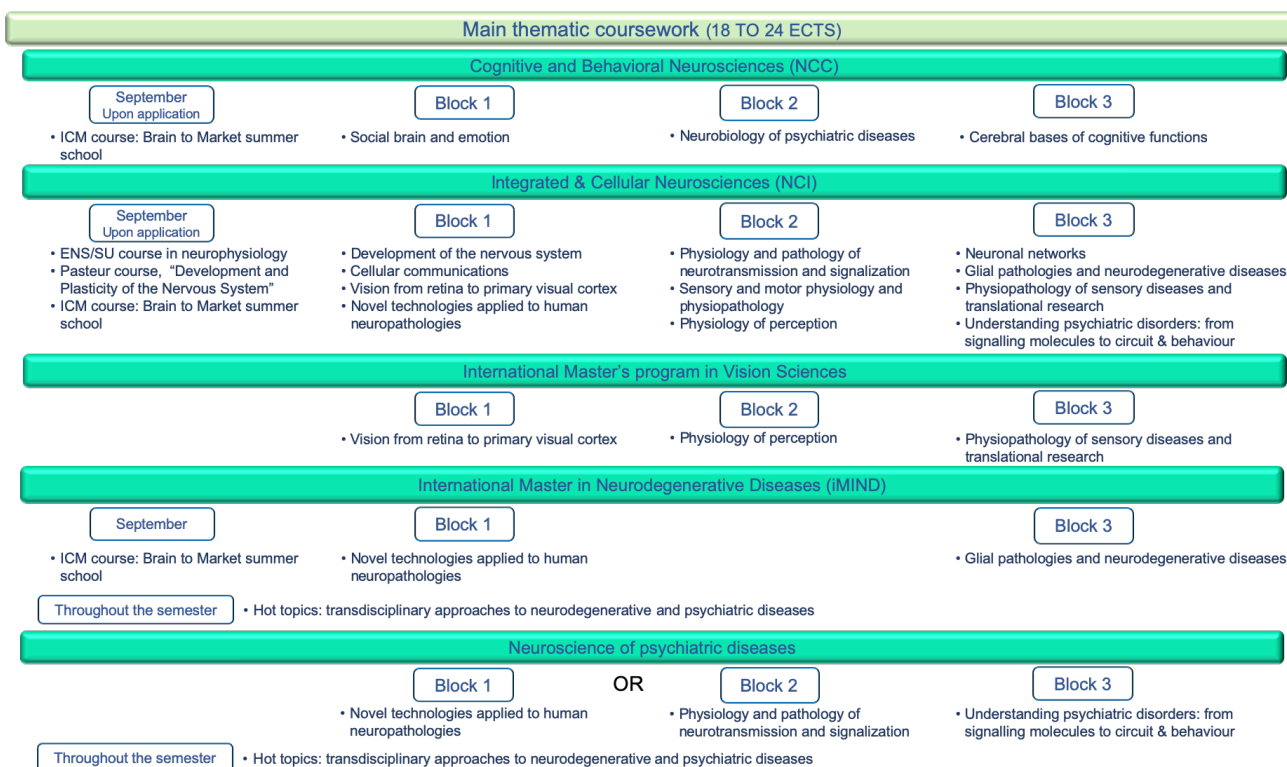 Main thematic coursework (18 TO 24 ECTS)
Cognitive and Behavioral Neurosciences (NCC)
September
Upon application
Block 1
Block 2
Block 3
• ICM course: Brain to Market summer
school
• Social brain and emotion
• Neurobiology of psychiatric diseases
• Cerebral bases of cognitive functions
Integrated & Cellular Neurosciences (NCI)
September
Upon application
Block 1
Block 2
Block 3
• ENS/SU course in neurophysiology
• Pasteur course, “Development and
Plasticity of the Nervous System”
• ICM course: Brain to Market summer
school
• Development of the nervous system
• Cellular communications
• Vision from retina to primary visual cortex
• Novel technologies applied to human
neuropathologies
• Physiology and pathology of
neurotransmission and signalization
• Sensory and motor physiology and
physiopathology
• Physiology of perception
• Neuronal networks
• Glial pathologies and neurodegenerative diseases
• Physiopathology of sensory diseases and
translational research
• Understanding psychiatric disorders: from
signalling molecules to circuit & behaviour
International Master's program in Vision Sciences
Block 1
Block 2
Block 3
• Vision from retina to primary visual cortex
• Physiology of perception
• Physiopathology of sensory diseases and
translational research
International Master in Neurodegenerative Diseases (iMIND)
September
Block 1
Block 3
• ICM course: Brain to Market summer
school
• Novel technologies applied to human
neuropathologies
• Glial pathologies and neurodegenerative diseases
Throughout the semester
• Hot topics: transdisciplinary approaches to neurodegenerative and psychiatric diseases
Neuroscience of psychiatric diseases
Block 1
OR
Block 2
Block 3
• Novel technologies applied to human
neuropathologies
• Physiology and pathology of
neurotransmission and signalization
• Understanding psychiatric disorders: from
signalling molecules to circuit & behaviour
Throughout the semester
• Hot topics: transdisciplinary approaches to neurodegenerative and psychiatric diseases